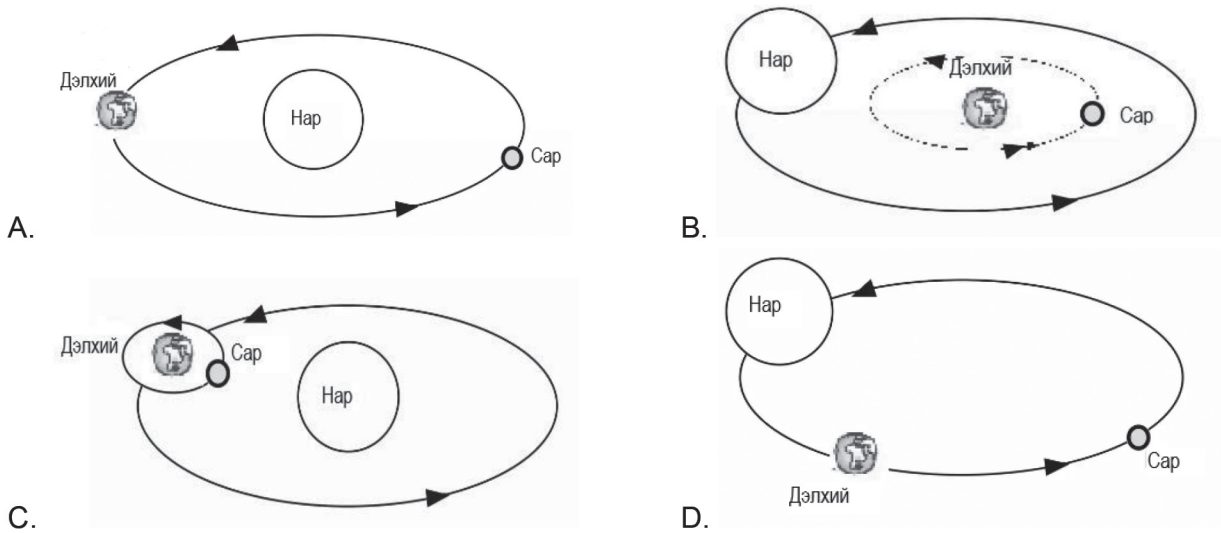 Дэлхий
Нар
Сар
A.
Нар
Дэлхий
Сар
B.
Дэлхий
Сар
Нар
C.
Нар
Дэлхий
Сар
D.